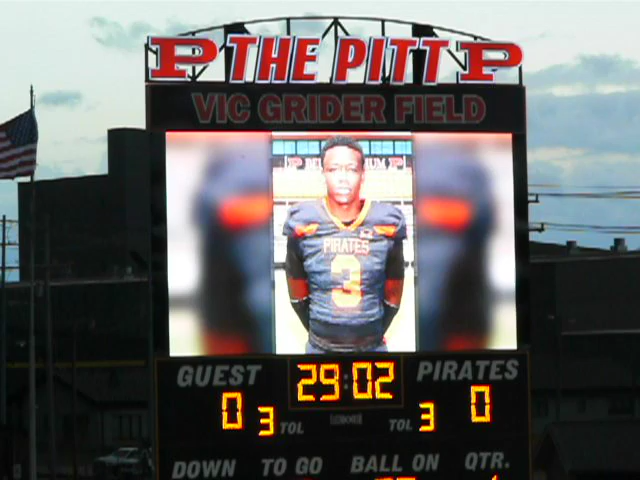 P THE PITT P
VIC GRIDER FIELD
P P
PIRATES
3
GUEST 29:02 PIRATES
0 3 TOL TOL 3 0
DOWN TO GO BALL ON QTR.